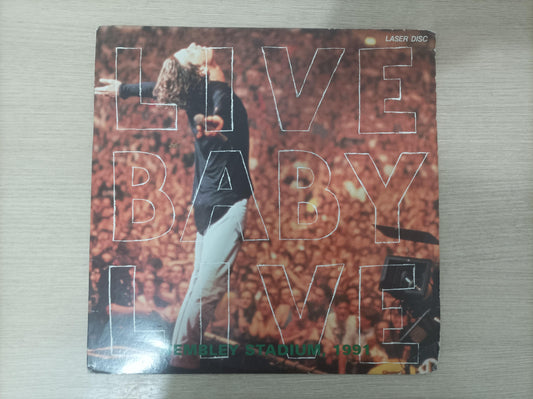 LASER DISC
LIVE
BABY
LIVE
WEMBLEY STADIUM, 1991